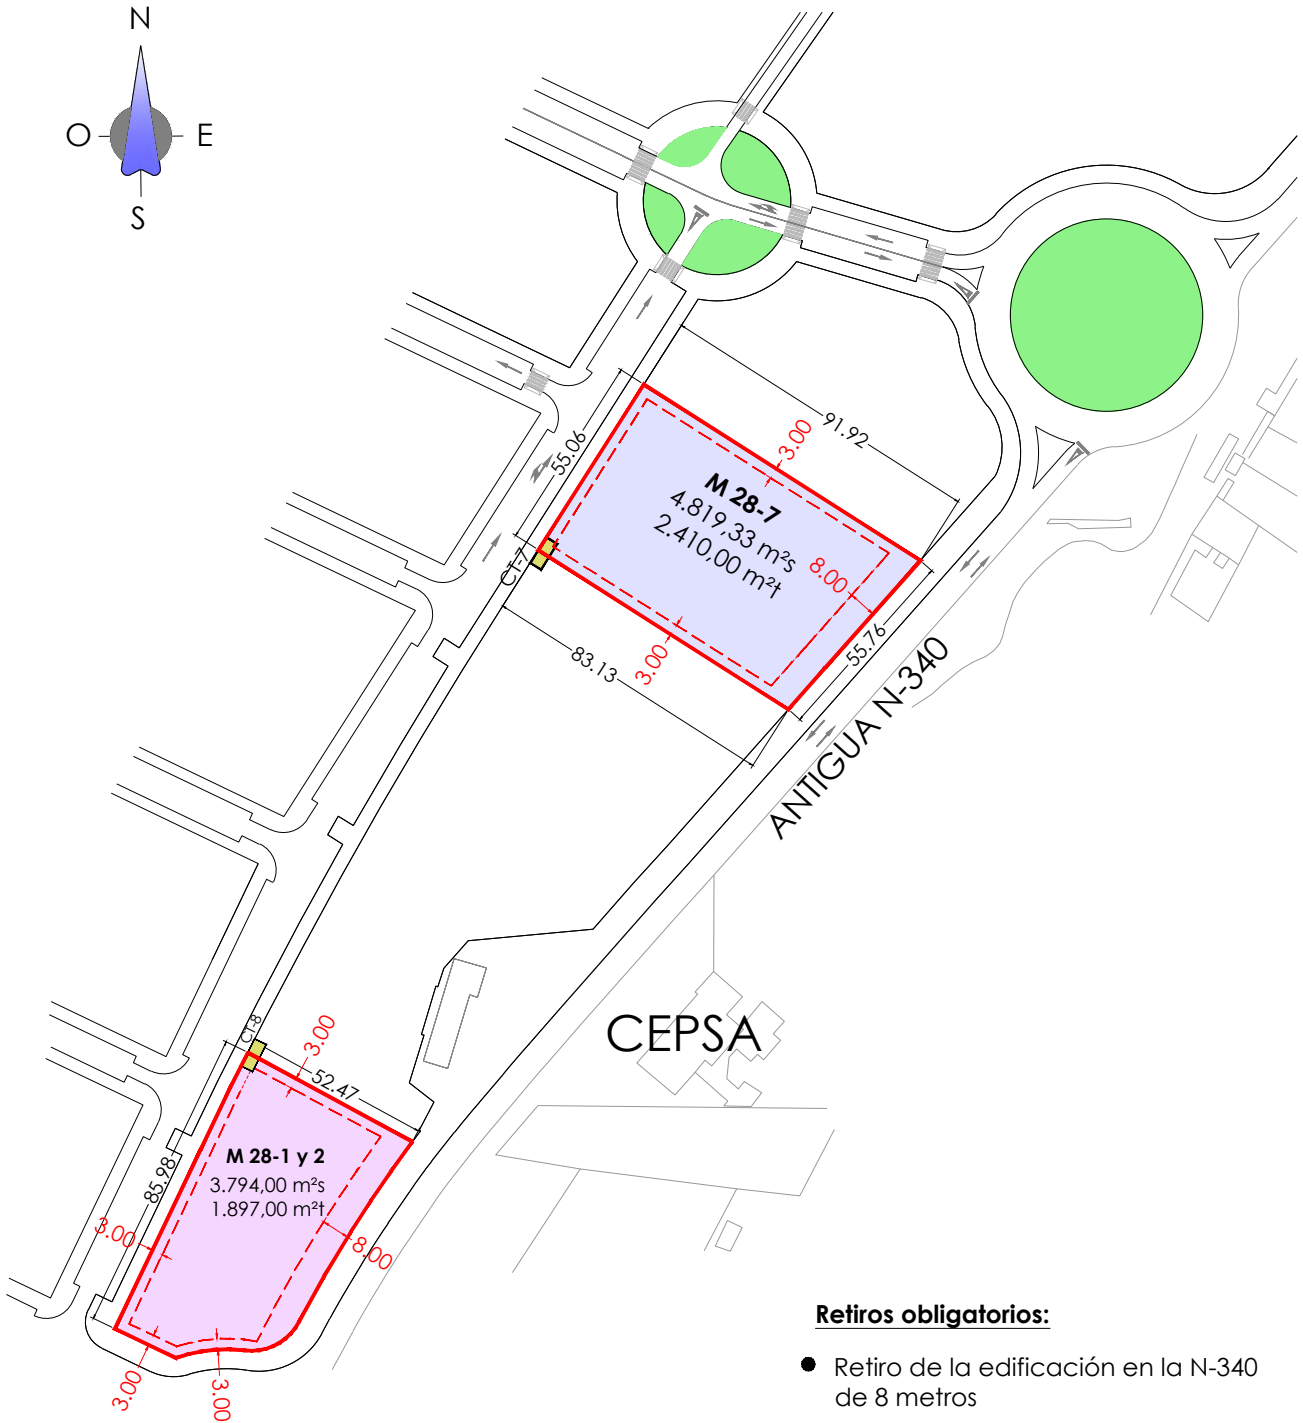 N
O
E
S
91.92
3.00
55.06
M 28-7
4.819,33 m²s
2.410,00 m²t
8.00
CT-7
83.13
3.00
55.76
ANTIGUA N-340
CEPSA
CT-8
3.00
52.47
M 28-1 y 2
3.794,00 m²s
1.897,00 m²t
85.98
3.00
8.00
3.00
3.00
Retiros obligatorios:
Retiro de la edificación en la N-340
de 8 metros